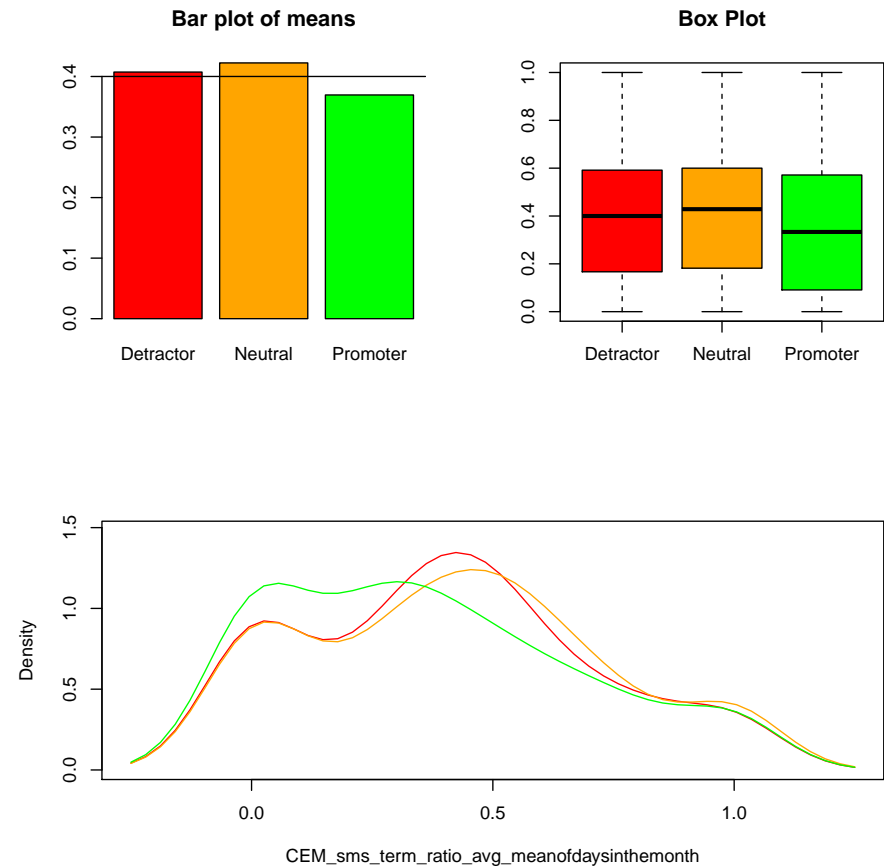 Bar plot of means
0.0 0.1 0.2 0.3 0.4
Detractor Neutral Promoter
Box Plot
0.0 0.2 0.4 0.6 0.8 1.0
Detractor Neutral Promoter
Density
0.0 0.5 1.0 1.5
0.0 0.5 1.0
CEM_sms_term_ratio_avg_meanofdaysinthemonth